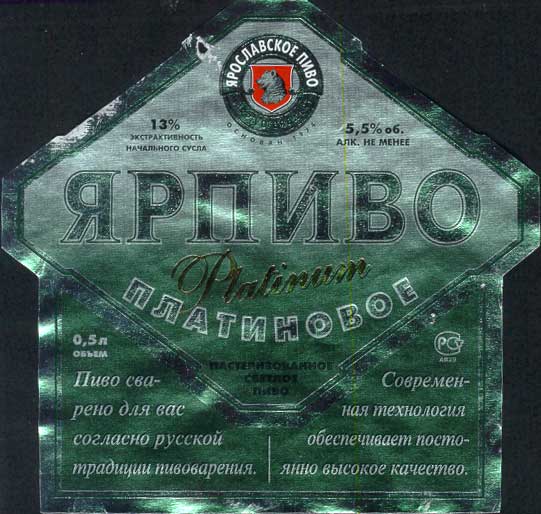 ЯРОСЛАВСКОЕ ПИВО
13%
ЭКСТРАКТИВНОСТЬ
НАЧАЛЬНОГО СУСЛА
5,5% об.
АЛК. НЕ МЕНЕЕ
ЯРПИВО
Platinum
ПЛАТИНОВОЕ
0,5 л
ОБЪЕМ
РСТ
АЯ29
ПАСТЕРИЗОВАННОЕ
СВЕТЛОЕ
ПИВО
Пиво сва-
рено для вас
согласно русской
традиции пивоварения.
Современ-
ная технология
обеспечивает посто-
янно высокое качество.